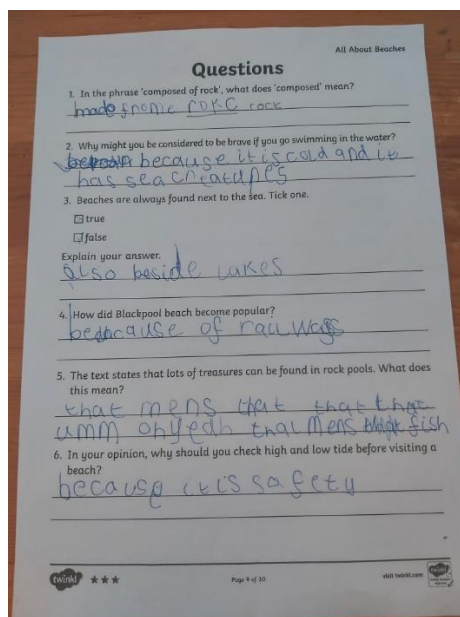 All About Beaches
Questions
1. In the phrase 'composed of rock', what does 'composed' mean?
made frome rock
2. Why might you be considered to be brave if you go swimming in the water?
because it is cold and it
has sea creatures
3. Beaches are always found next to the sea. Tick one.
true
false
Explain your answer.
also beside lakes
4. How did Blackpool beach become popular?
because of railways
5. The text states that lots of treasures can be found in rock pools. What does
this mean?
that mens that that that
umm that mens fish
6. In your opinion, why should you check high and low tide before visiting a
beach?
because it is safety
twinkl
Page 9 of 10
visit twinkl.com
twinkl